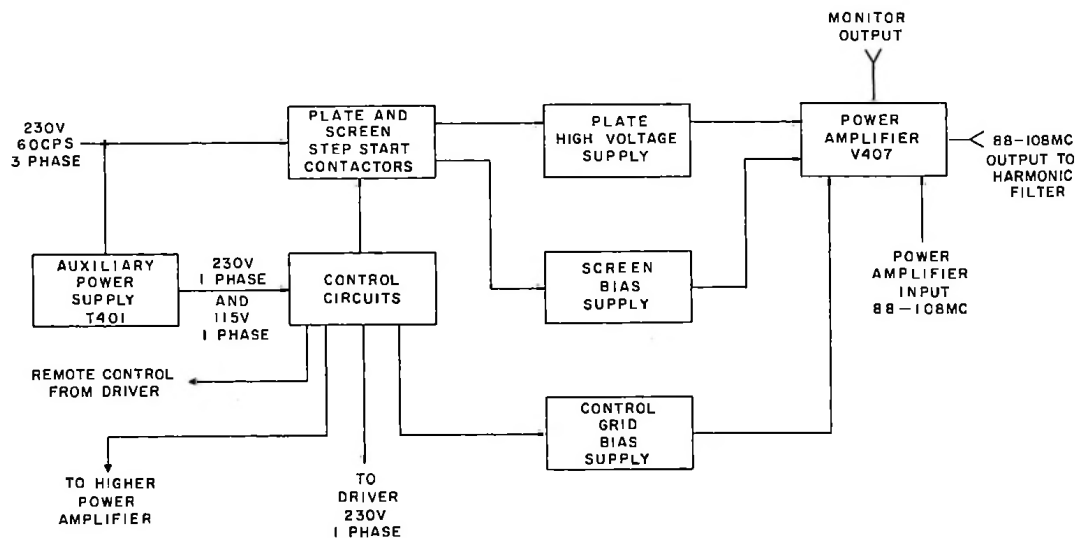 MONITOR
OUTPUT
230V
60CPS
3 PHASE
PLATE AND
SCREEN
STEP START
CONTACTORS
PLATE
HIGH VOLTAGE
SUPPLY
POWER
AMPLIFIER
V407
88-108MC
OUTPUT TO
HARMONIC
FILTER
AUXILIARY
POWER
SUPPLY
T401
230V
1 PHASE
AND
115V
1 PHASE
CONTROL
CIRCUITS
SCREEN
BIAS
SUPPLY
POWER
AMPLIFIER
INPUT
88-108MC
REMOTE CONTROL
FROM DRIVER
CONTROL
GRID
BIAS
SUPPLY
TO HIGHER
POWER
AMPLIFIER
TO
DRIVER
230V
1 PHASE